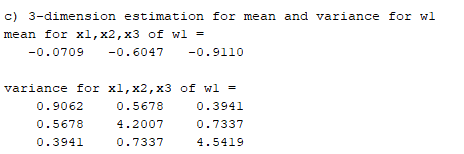 c) 3-dimension estimation for mean and variance for w1
mean for x1,x2,x3 of w1 =
-0.0709 -0.6047 -0.9110
variance for x1,x2,x3 of w1 =
0.9062 0.5678 0.3941
0.5678 4.2007 0.7337
0.3941 0.7337 4.5419